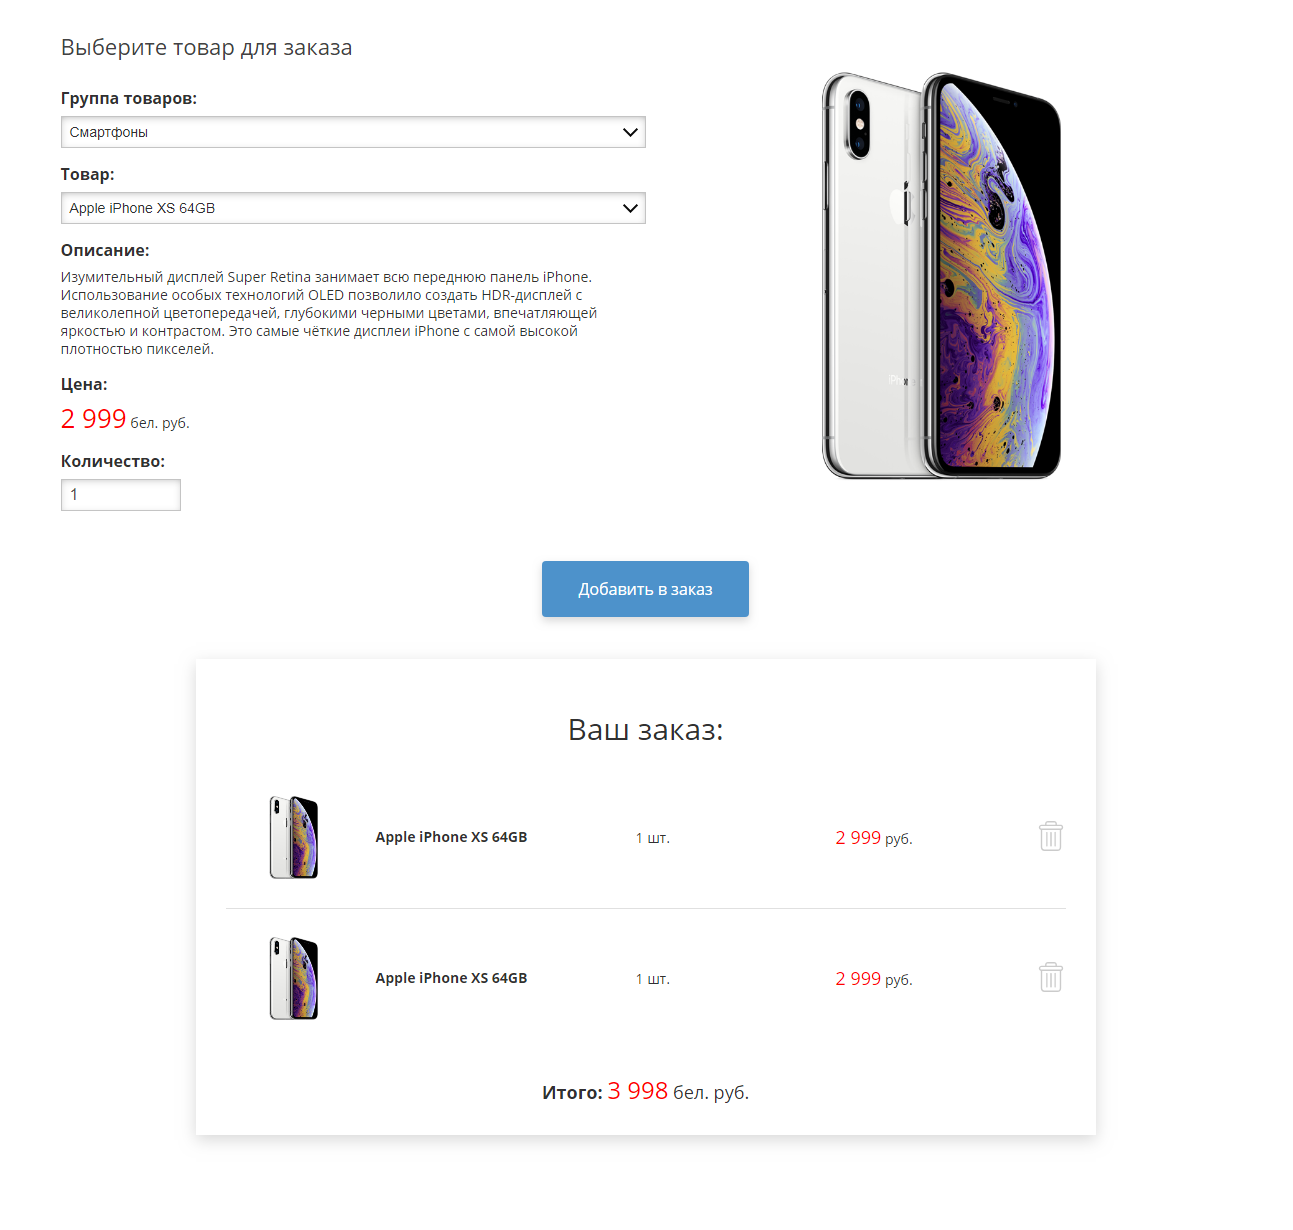 Выберите товар для заказа
Группа товаров:
Смартфоны
Товар:
Apple iPhone XS 64GB
Описание:
Изумительный дисплей Super Retina занимает всю переднюю панель iPhone.
Использование особых технологий OLED позволило создать HDR-дисплей с
великолепной цветопередачей, глубокими черными цветами, впечатляющей
яркостью и контрастом. Это самые чёткие дисплеи iPhone с самой высокой
плотностью пикселей.
Цена:
2 999 бел. руб.
Количество:
1
Добавить в заказ
Ваш заказ:
Apple iPhone XS 64GB 1 шт. 2 999 руб.
Apple iPhone XS 64GB 1 шт. 2 999 руб.
Итого: 3 998 бел. руб.